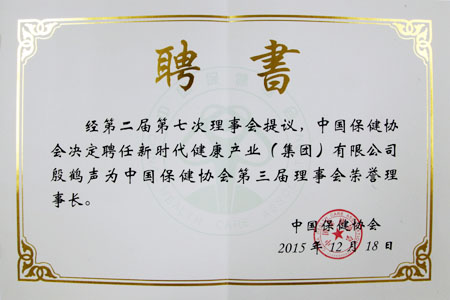 聘書
经第二届第七次理事会提议，中国保健协
会决定聘任新时代健康产业（集团）有限公司
殷鹤声为中国保健协会第三届理事会荣誉理
事长。
中国保健协会
2015年12月18日